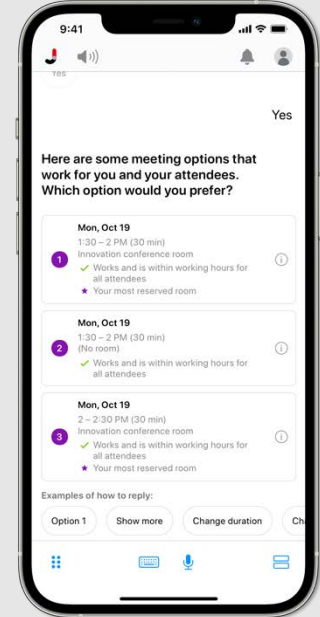 9:41
Yes
Yes
Here are some meeting options that
work for you and your attendees.
Which option would you prefer?
Mon, Oct 19
1:30 – 2 PM (30 min)
1
Innovation conference room
✓ Works and is within working hours for
all attendees
★ Your most reserved room
Mon, Oct 19
1:30 – 2 PM (30 min)
2
(No room)
✓ Works and is within working hours for
all attendees
Mon, Oct 19
2 – 2:30 PM (30 min)
3
Innovation conference room
✓ Works and is within working hours for
all attendees
★ Your most reserved room
Examples of how to reply:
Option 1 Show more Change duration Ch